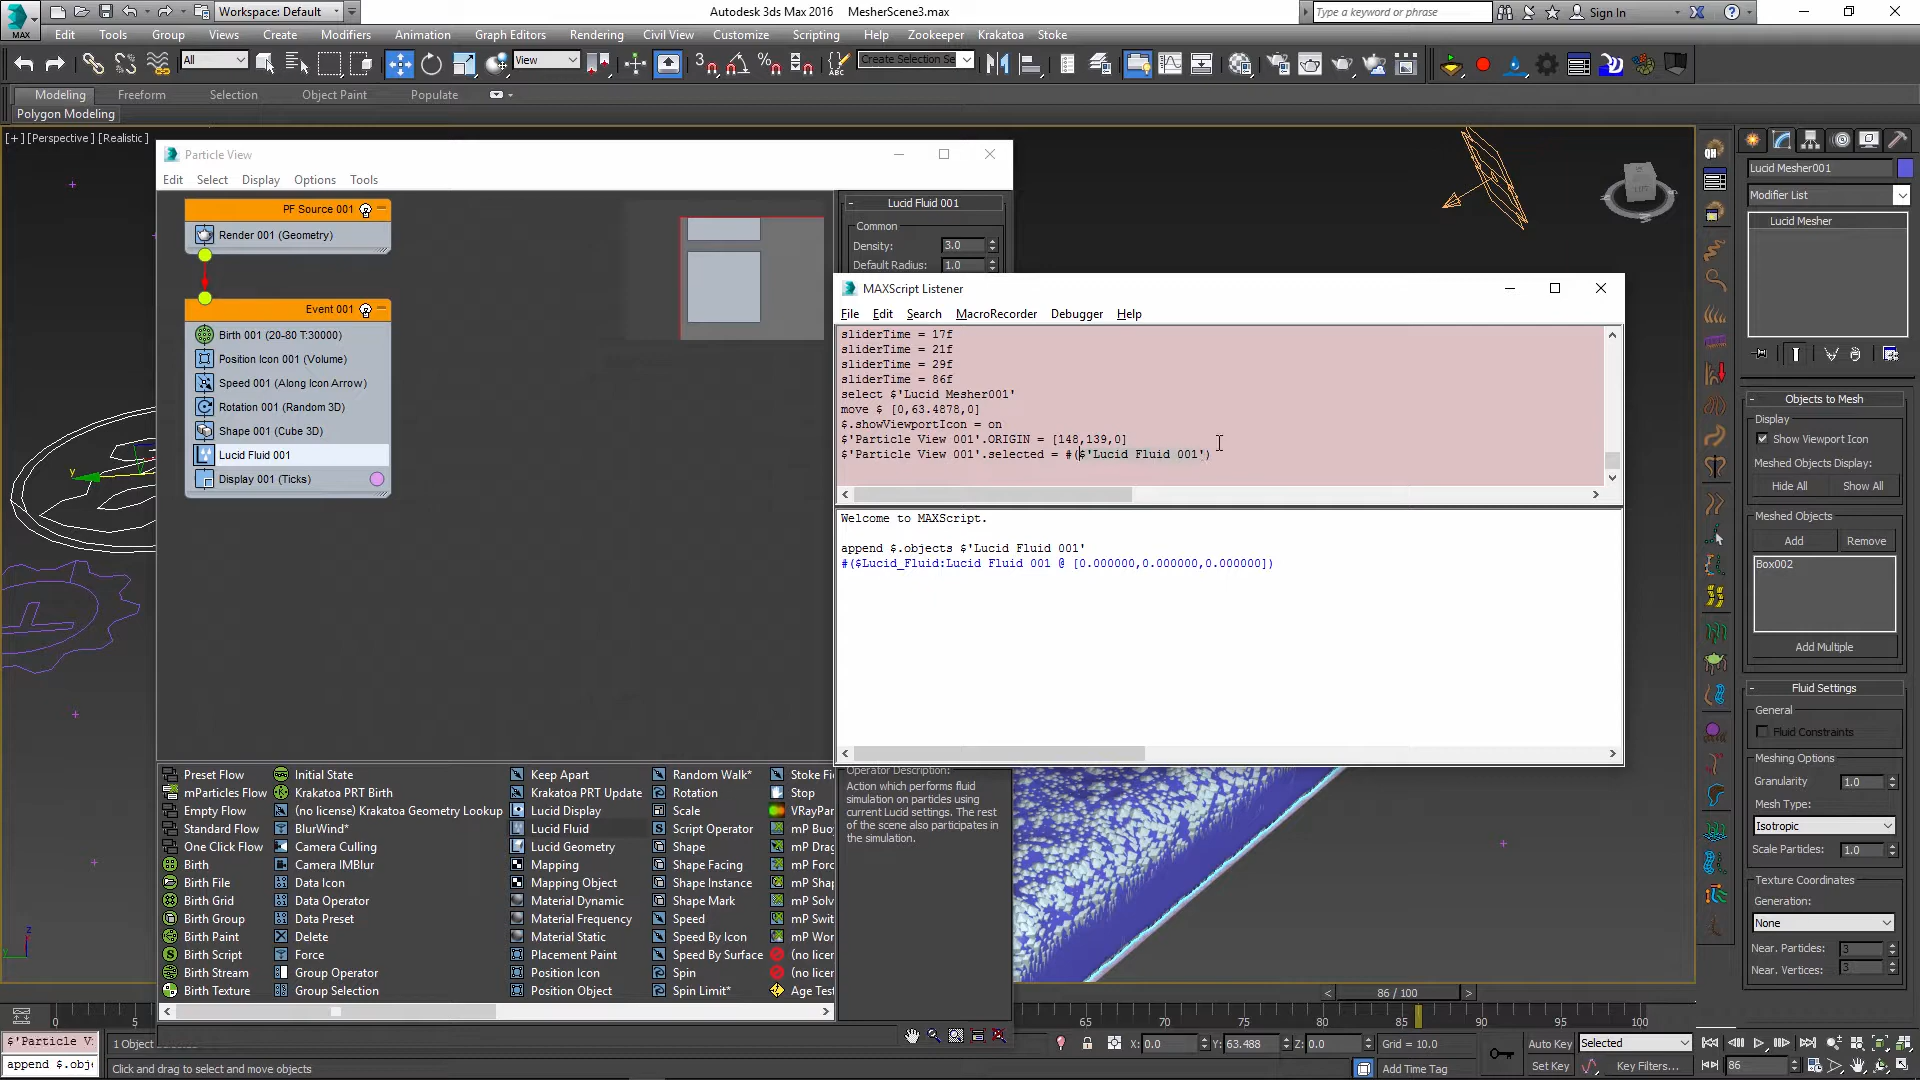 Workspace: Default
Autodesk 3ds Max 2016    MesherScene3.max
Type a keyword or phrase
Sign In
MAX
Edit Tools Group Views Create Modifiers Animation Graph Editors Rendering Civil View Customize Scripting Help Zookeeper Krakatoa Stoke
All
View
Create Selection Se
Modeling Freeform Selection Object Paint Populate
Polygon Modeling
[+] [Perspective] [Realistic]
Particle View
Edit Select Display Options Tools
PF Source 001
Render 001 (Geometry)
Event 001
Birth 001 (20-80 T:30000)
Position Icon 001 (Volume)
Speed 001 (Along Icon Arrow)
Rotation 001 (Random 3D)
Shape 001 (Cube 3D)
Lucid Fluid 001
Display 001 (Ticks)
Lucid Fluid 001
Common
Density: 3.0
Default Radius: 1.0
MAXScript Listener
File Edit Search MacroRecorder Debugger Help
sliderTime = 17f
sliderTime = 21f
sliderTime = 29f
sliderTime = 86f
select $'Lucid Mesher001'
move $ [0,63.4878,0]
$.showViewportIcon = on
$'Particle View 001'.ORIGIN = [148,139,0]
$'Particle View 001'.selected = #($'Lucid Fluid 001')
Welcome to MAXScript.
append $.objects $'Lucid Fluid 001'
#($Lucid_Fluid:Lucid Fluid 001 @ [0.000000,0.000000,0.000000])
Operator Description:
Action which performs fluid
simulation on particles using
current Lucid settings. The rest
of the scene also participates in
the simulation.
Preset Flow
mParticles Flow
Empty Flow
Standard Flow
One Click Flow
Birth
Birth File
Birth Grid
Birth Group
Birth Paint
Birth Script
Birth Stream
Birth Texture
Initial State
Krakatoa PRT Birth
(no license) Krakatoa Geometry Lookup
BlurWind*
Camera Culling
Camera IMBlur
Data Icon
Data Operator
Data Preset
Delete
Force
Group Operator
Group Selection
Keep Apart
Krakatoa PRT Update
Lucid Display
Lucid Fluid
Lucid Geometry
Mapping
Mapping Object
Material Dynamic
Material Frequency
Material Static
Placement Paint
Position Icon
Position Object
Random Walk*
Rotation
Scale
Script Operator
Shape
Shape Facing
Shape Instance
Shape Mark
Speed
Speed By Icon
Speed By Surface
Spin
Spin Limit*
Stoke Fi
Stop
VRayPar
mP Buo
mP Drag
mP Forc
mP Shap
mP Solv
mP Swit
mP Wor
(no licer
(no licer
Age Tes
Lucid Mesher001
Modifier List
Lucid Mesher
Objects to Mesh
Display
Show Viewport Icon
Meshed Objects Display:
Hide All Show All
Meshed Objects
Add Remove
Box002
Add Multiple
Fluid Settings
General
Fluid Constraints
Meshing Options
Granularity 1.0
Mesh Type:
Isotropic
Scale Particles: 1.0
Texture Coordinates
Generation:
None
Near. Particles: 3
Near. Vertices: 3
86 / 100
0 5 65 70 75 80 85 90 95 100
$'Particle V:
append $.obje
X: 0.0 Y: 63.488 Z: 0.0 Grid = 10.0
Click and drag to select and move objects
Add Time Tag
Auto Key Selected
Set Key Key Filters...
86